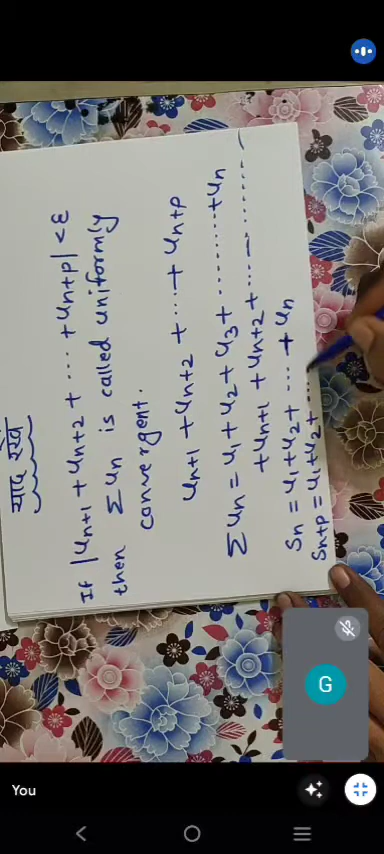 याद रखें
If |un+1 + un+2 + ... + un+p| < ε
then Σ un is called uniformly
convergent.
un+1 + un+2 + ... + un+p
Σ un = u1 + u2 + u3 + ........ + un
+ un+1 + un+2 + ... - ........
Sn = u1 + u2 + ... + un
Sn+p = u1 + u2 + ...
G
You